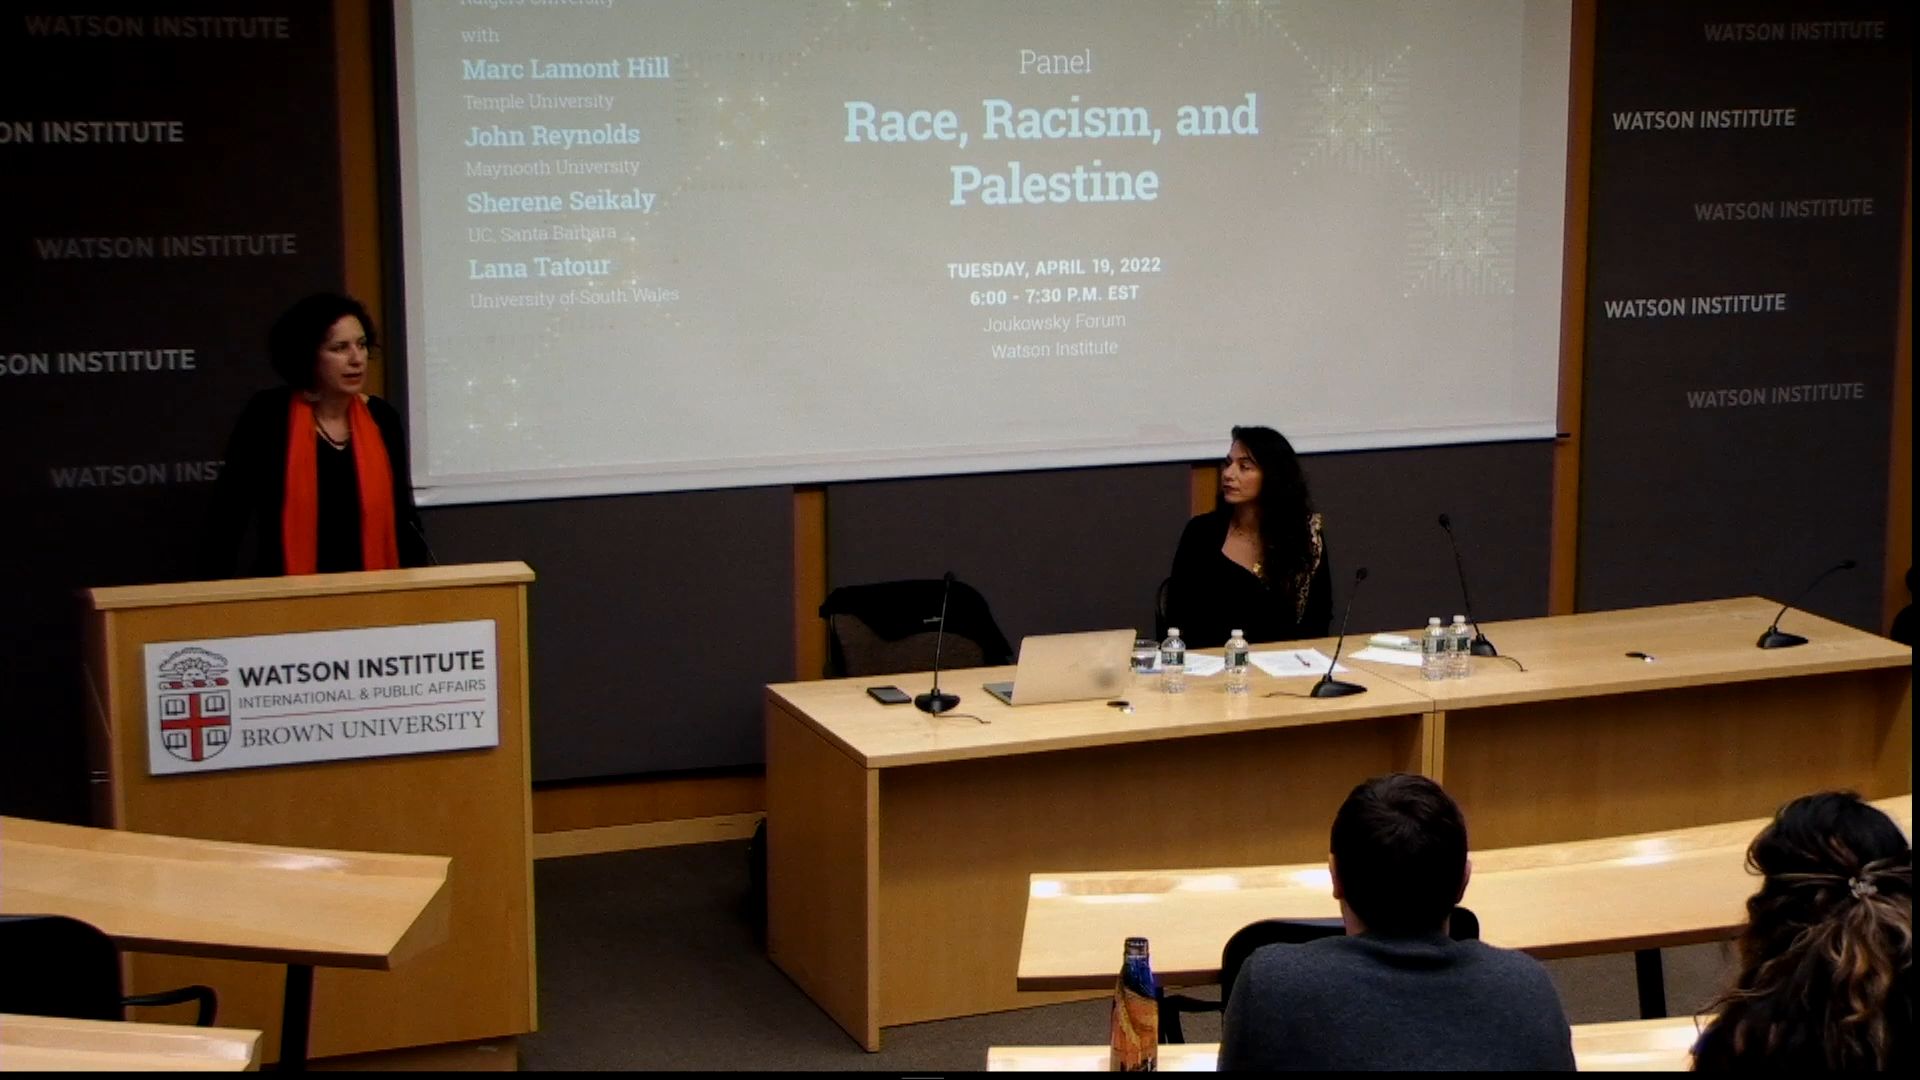 Rutgers University
with
Marc Lamont Hill
Temple University
John Reynolds
Maynooth University
Sherene Seikaly
UC, Santa Barbara
Lana Tatour
University of South Wales
Panel
Race, Racism, and
Palestine
TUESDAY, APRIL 19, 2022
6:00 - 7:30 P.M. EST
Joukowsky Forum
Watson Institute
WATSON INSTITUTE
ON INSTITUTE
WATSON INSTITUTE
SON INSTITUTE
WATSON INST
WATSON INSTITUTE
WATSON INSTITUTE
WATSON INSTITUTE
WATSON INSTITUTE
WATSON INSTITUTE
WATSON INSTITUTE
INTERNATIONAL & PUBLIC AFFAIRS
BROWN UNIVERSITY